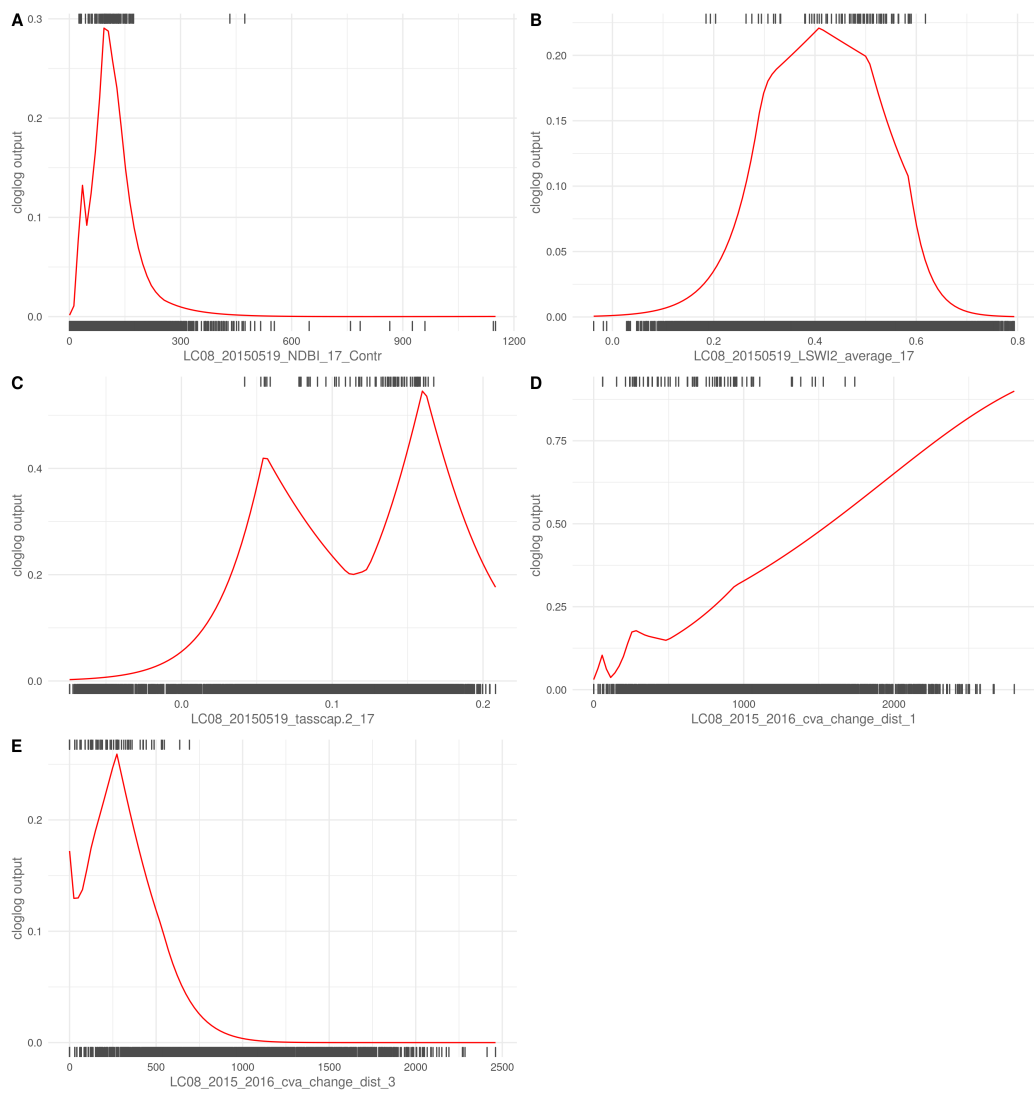 A
0.3
0.2
0.1
0.0
cloglog output
0
300
600
900
1200
LC08_20150519_NDBI_17_Contr
B
0.20
0.15
0.10
0.05
0.00
cloglog output
0.0
0.2
0.4
0.6
0.8
LC08_20150519_LSWI2_average_17
C
0.4
0.2
0.0
cloglog output
0.0
0.1
0.2
LC08_20150519_tasscap.2_17
D
0.75
0.50
0.25
0.00
cloglog output
0
1000
2000
LC08_2015_2016_cva_change_dist_1
E
0.2
0.1
0.0
cloglog output
0
500
1000
1500
2000
2500
LC08_2015_2016_cva_change_dist_3